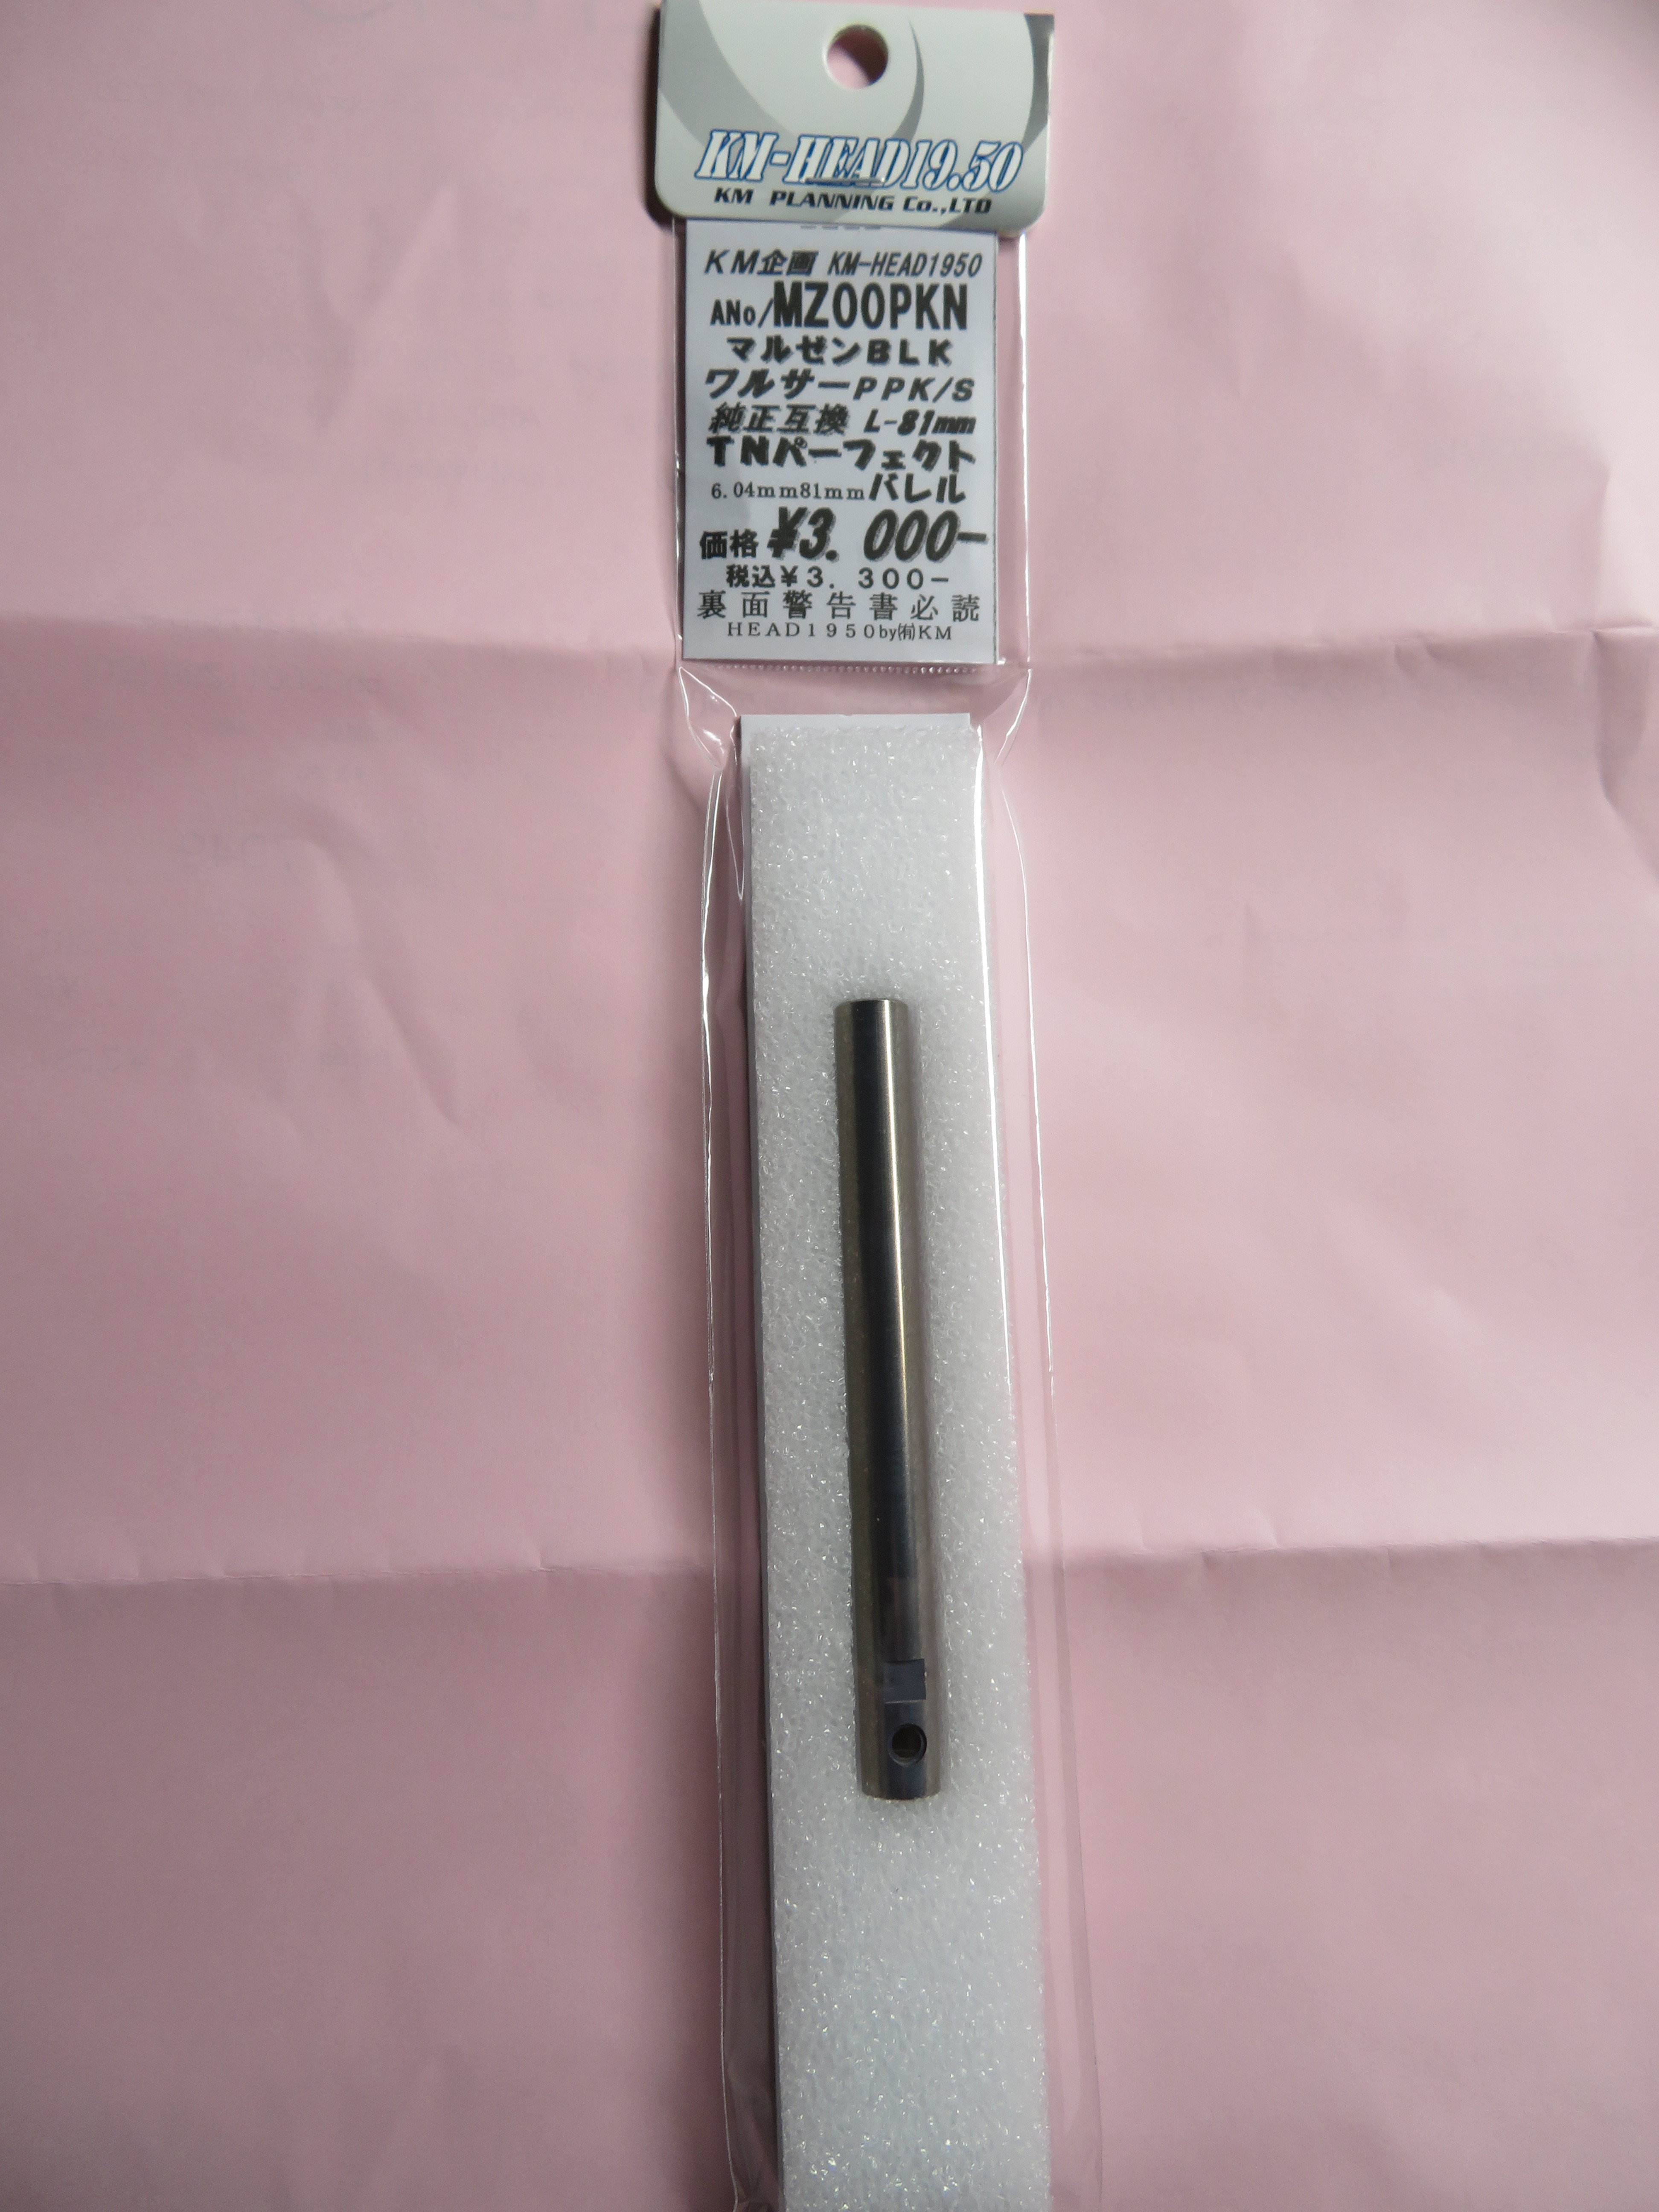 KM-HEAD19.50
KM PLANNING Co.,LTD
KM企画 KM-HEAD1950
ANo/MZ00PKN
マルゼンBLK
ワルサーPPK/S
純正互換 L-81mm
TNパーフェクト
6.04mm81mmバレル
価格 ¥3.000-
税込¥3.300-
裏面警告書必読
HEAD1950by㈲KM